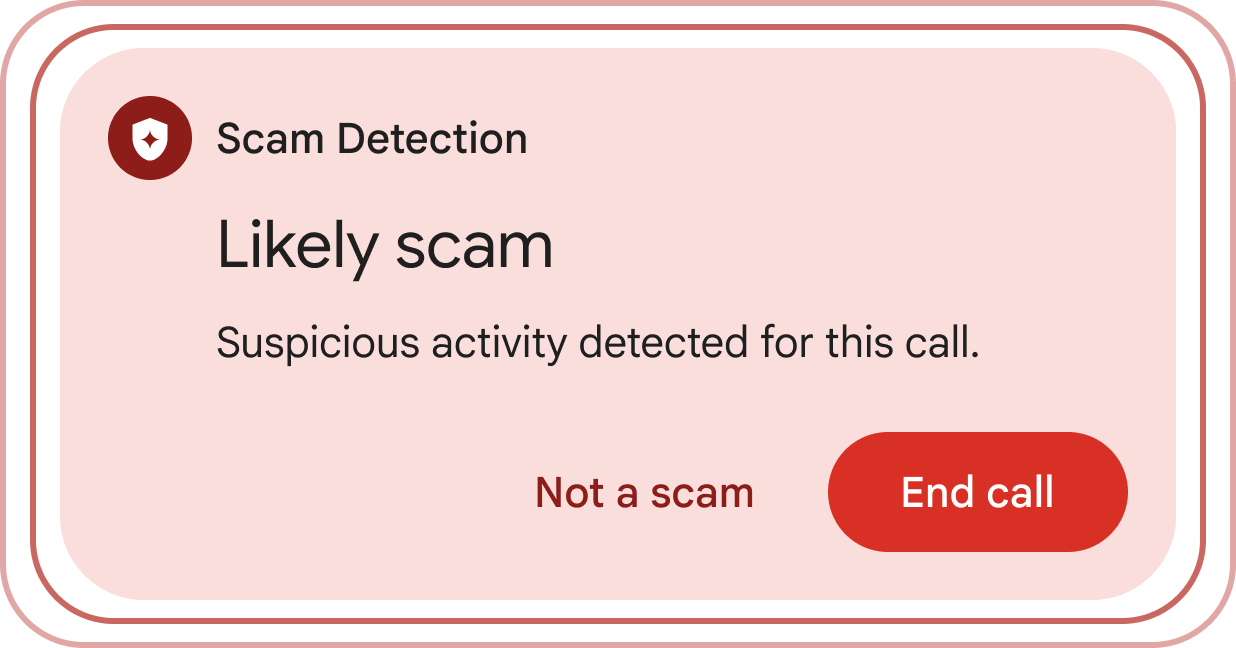 Scam Detection
Likely scam
Suspicious activity detected for this call.
Not a scam
End call